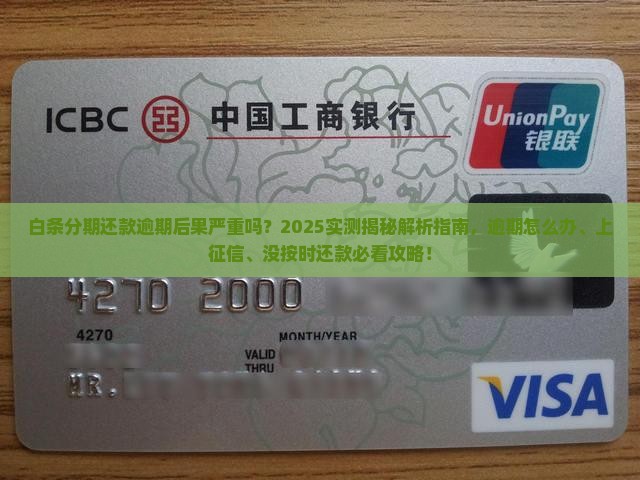 ICBC 中国工商银行
UnionPay
银联
白条分期还款逾期后果严重吗？2025实测揭秘解析指南，逾期怎么办、上
征信、没按时还款必看攻略！
4270 2000
4270
MONTH/YEAR
VALID
THRU
MR.
VISA